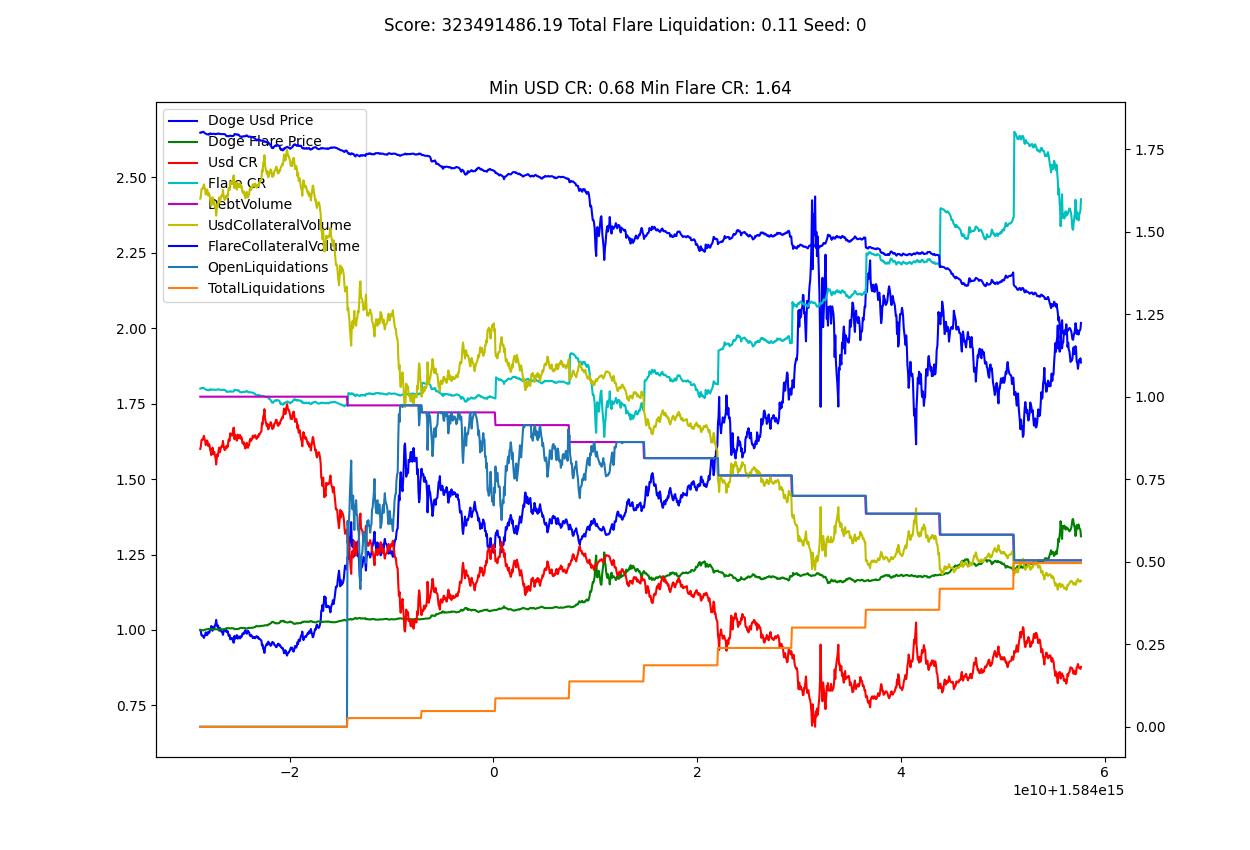 Score: 323491486.19 Total Flare Liquidation: 0.11 Seed: 0
Min USD CR: 0.68 Min Flare CR: 1.64
Doge Usd Price
Doge Flare Price
Usd CR
Flare CR
DebtVolume
UsdCollateralVolume
FlareCollateralVolume
OpenLiquidations
TotalLiquidations
2.50
2.25
2.00
1.75
1.50
1.25
1.00
0.75
1.75
1.50
1.25
1.00
0.75
0.50
0.25
0.00
−2
0
2
4
6
1e10+1.584e15